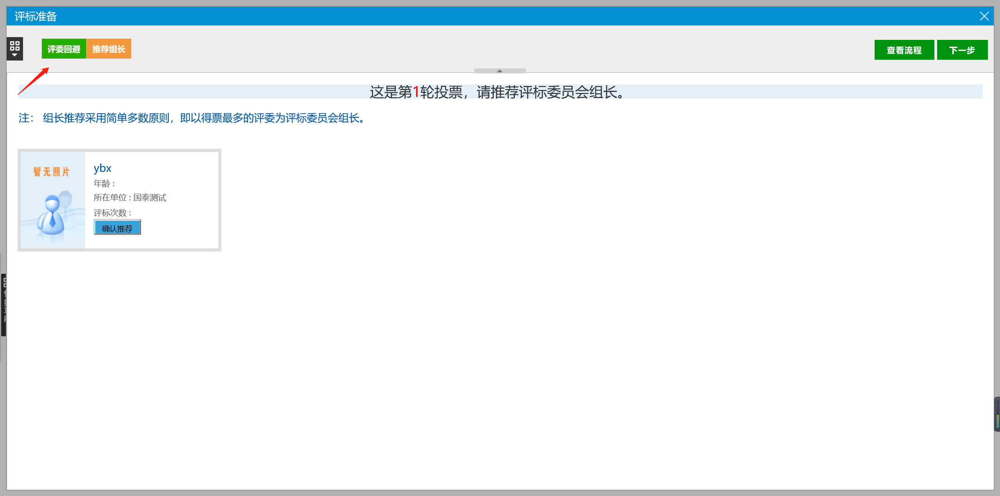 评标准备
评委回避 推荐组长
查看流程 下一步
这是第1轮投票，请推荐评标委员会组长。
注： 组长推荐采用简单多数原则，即以得票最多的评委为评标委员会组长。
暂无照片
ybx
年龄：
所在单位：国泰测试
评标次数：
确认推荐